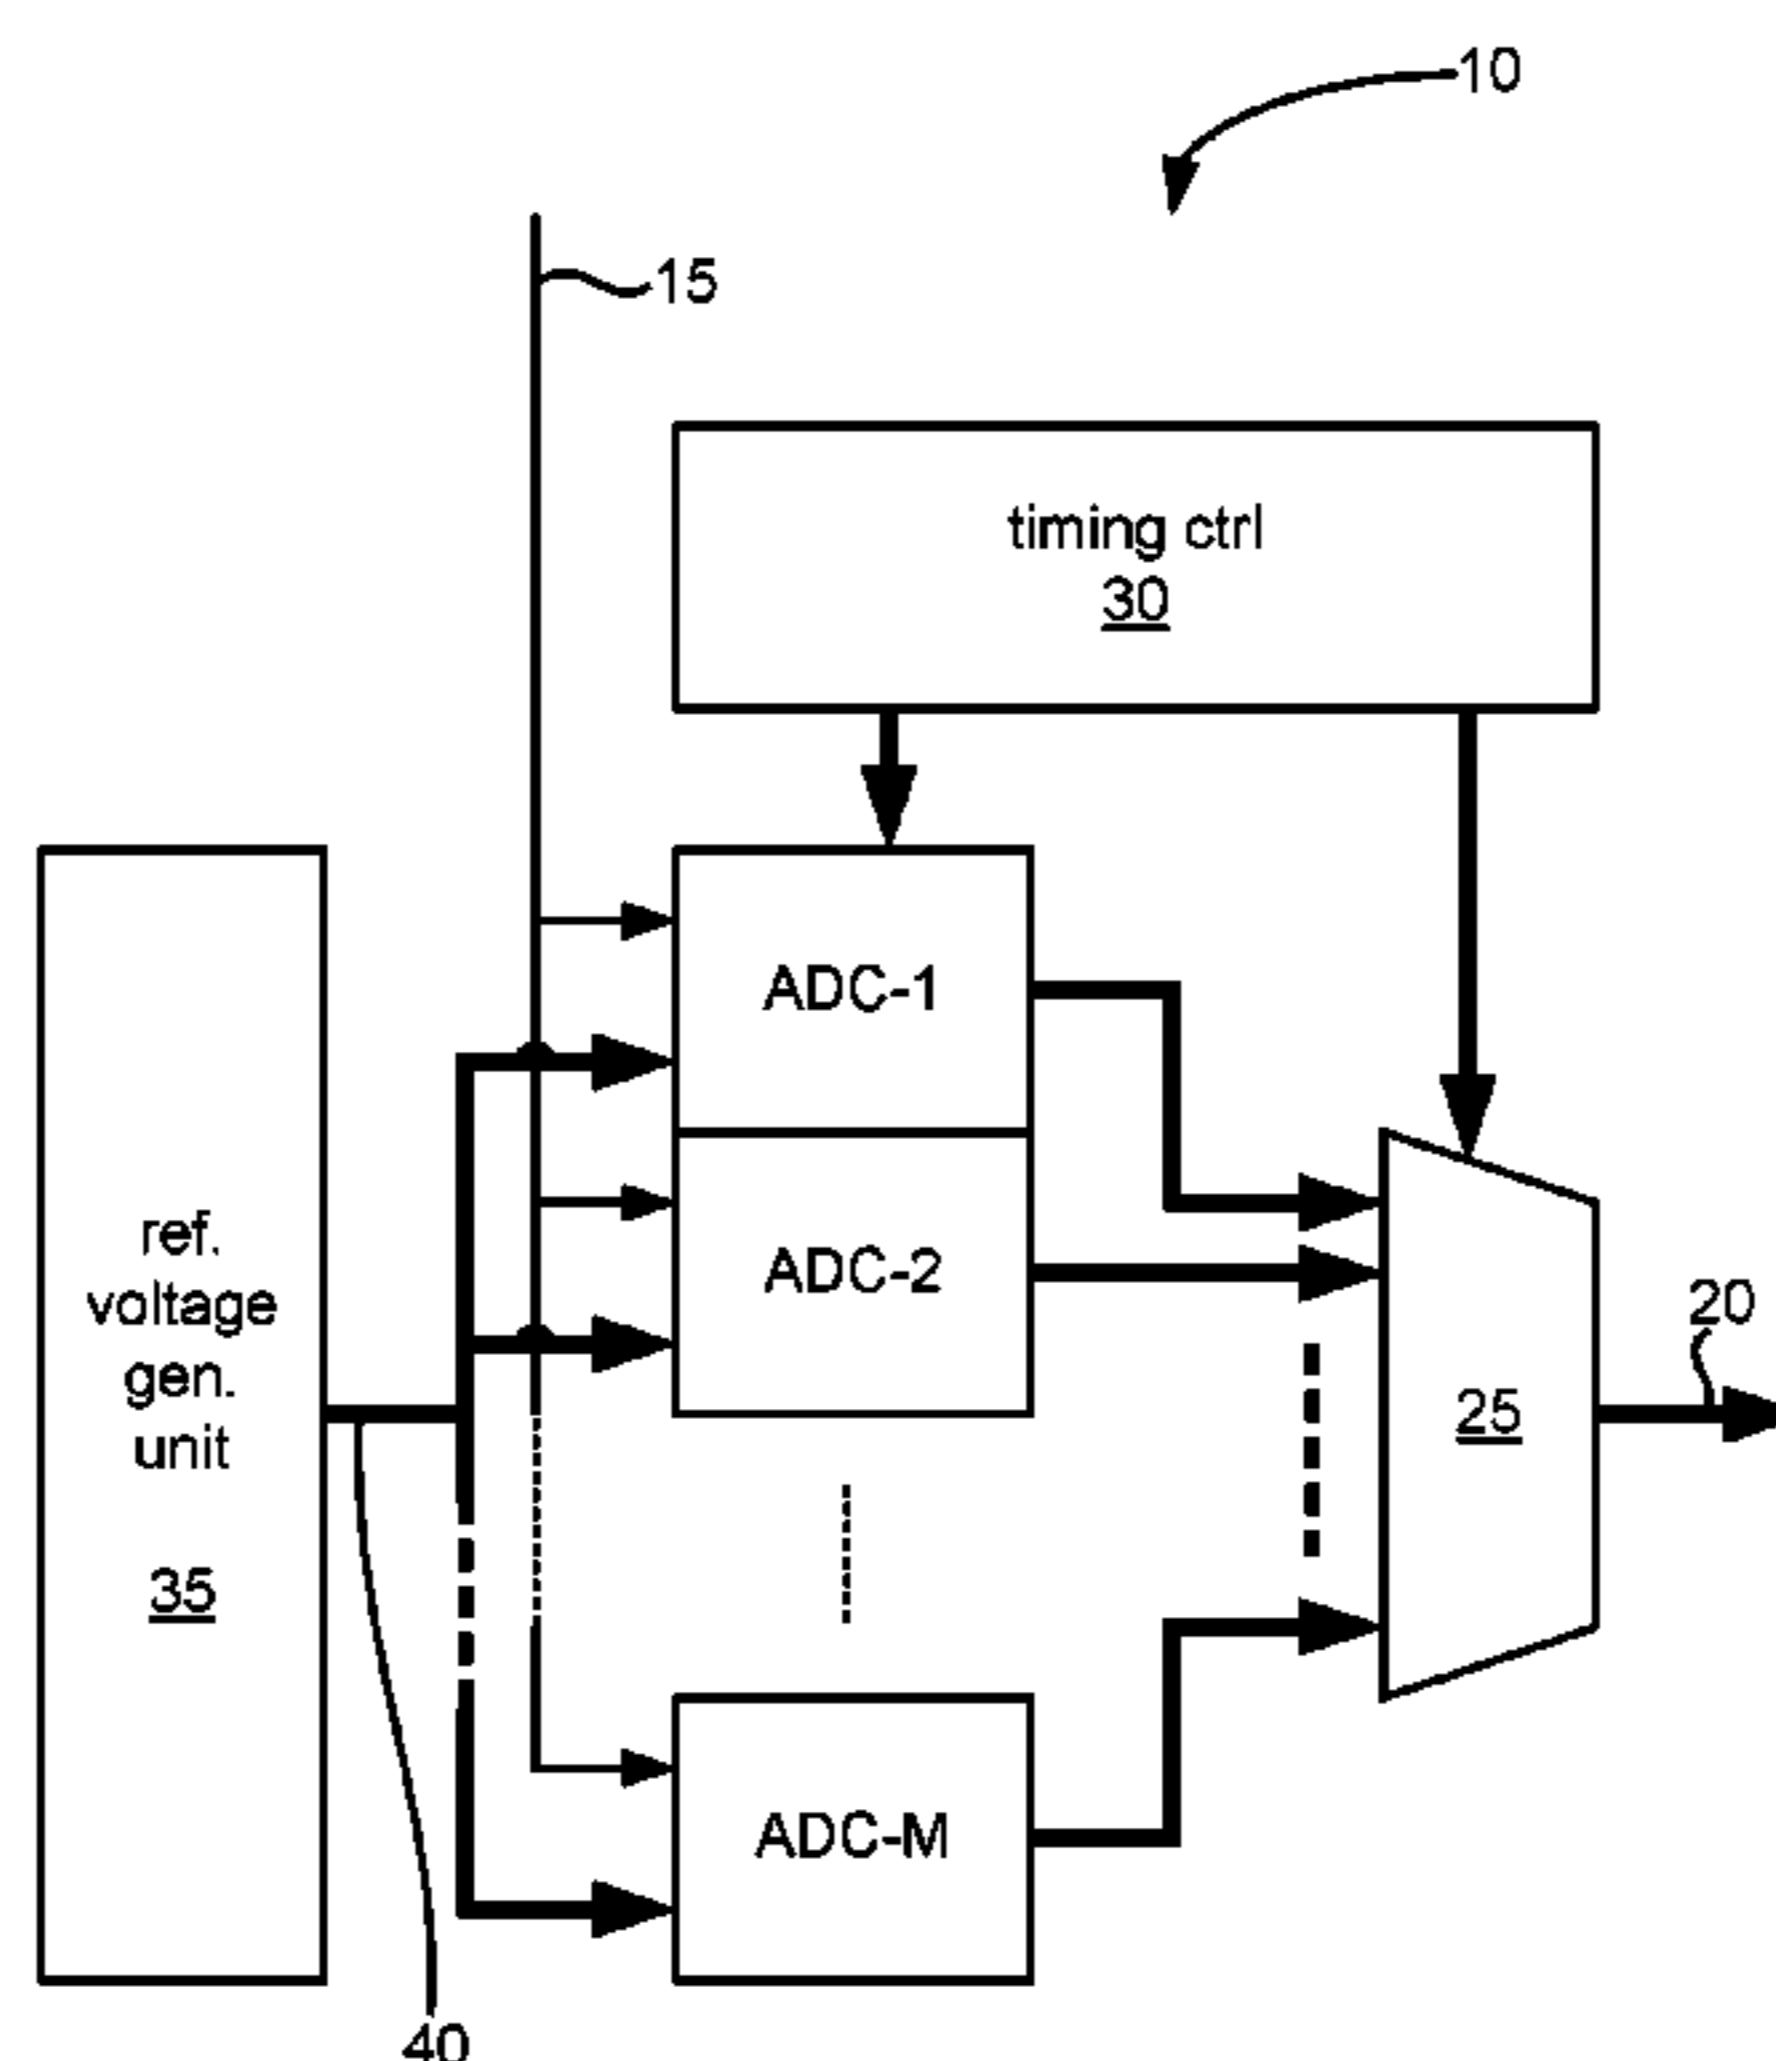 10
15
timing ctrl
30
ADC-1
ADC-2
ref.
voltage
gen.
unit
35
20
25
ADC-M
40